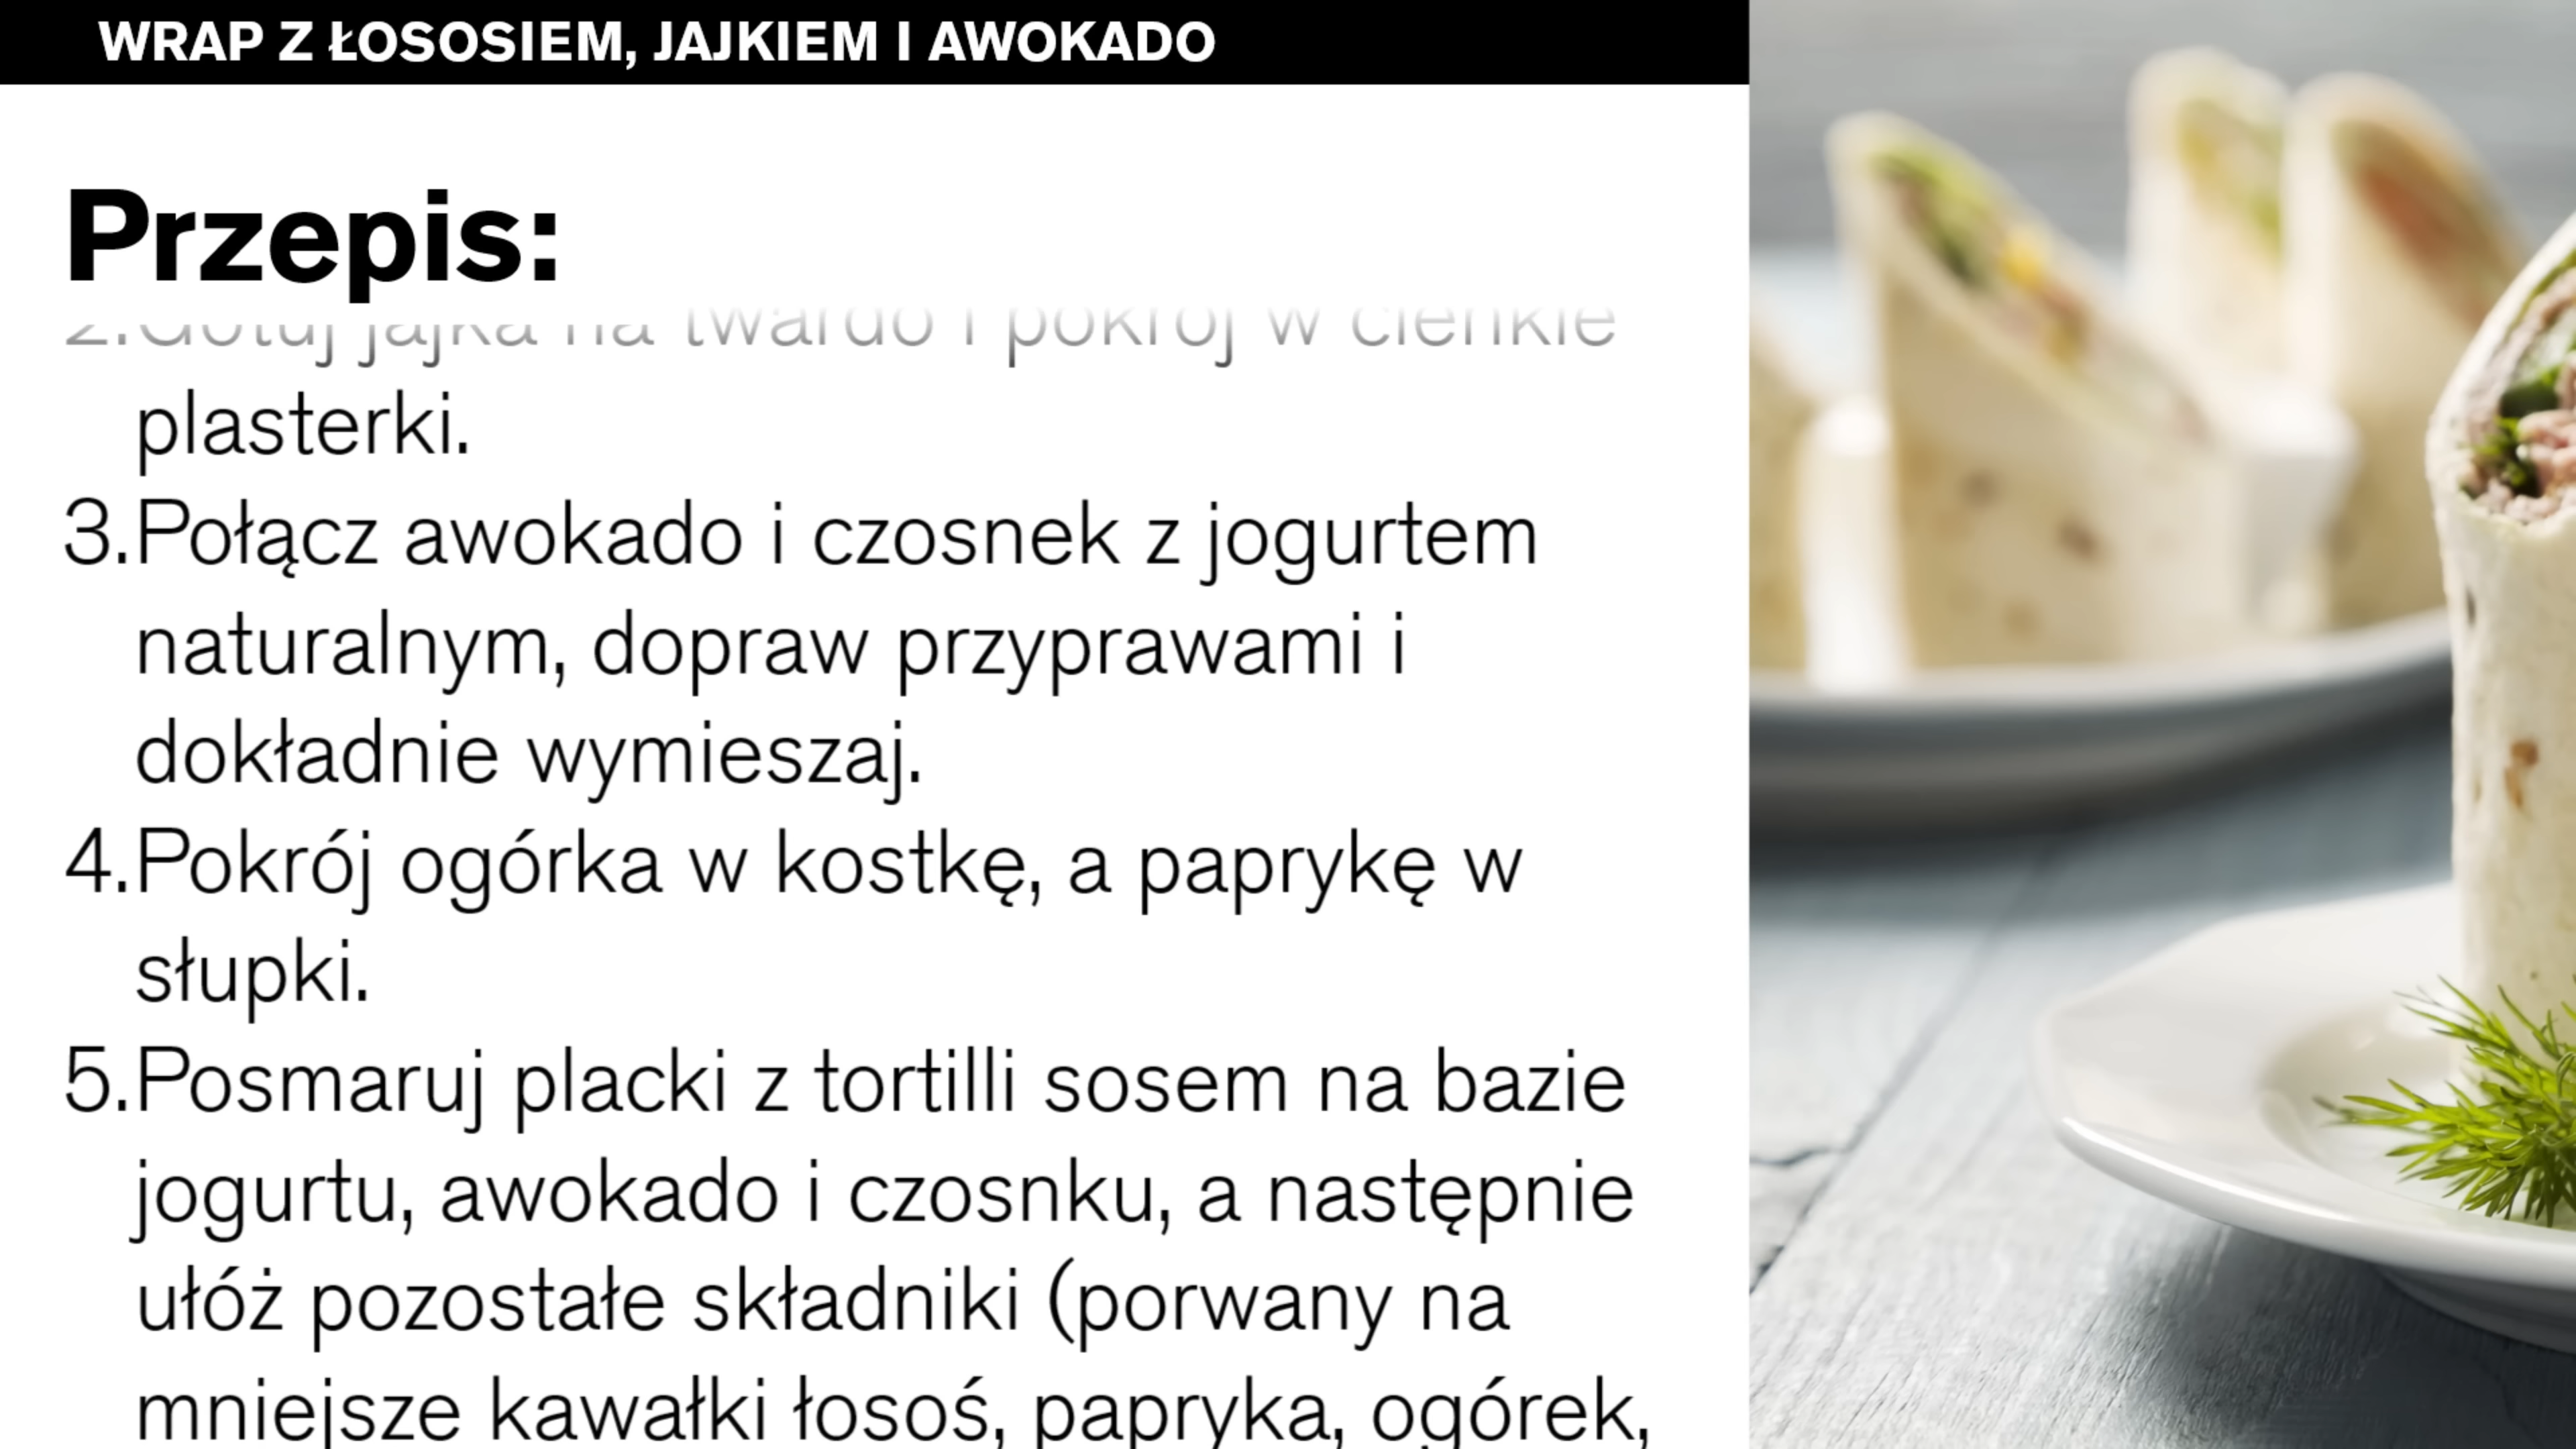 WRAP Z ŁOSOSIEM, JAJKIEM I AWOKADO
Przepis:
2.Gotuj jajka na twardo i pokrój w cienkie
plasterki.
3.Połącz awokado i czosnek z jogurtem
naturalnym, dopraw przyprawami i
dokładnie wymieszaj.
4.Pokrój ogórka w kostkę, a paprykę w
słupki.
5.Posmaruj placki z tortilli sosem na bazie
jogurtu, awokado i czosnku, a następnie
ułóż pozostałe składniki (porwany na
mniejsze kawałki łosoś, papryka, ogórek,